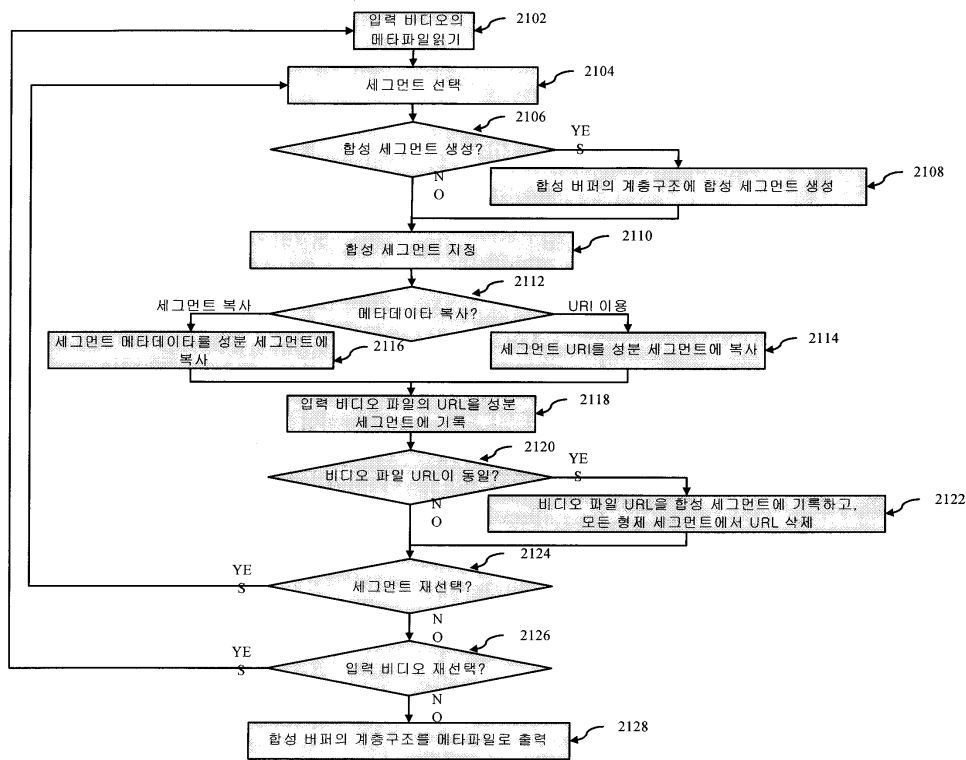 입력 비디오의
메타파일읽기
2102
세그먼트 선택
2104
합성 세그먼트 생성?
2106
YE
S
N
O
합성 버퍼의 계층구조에 합성 세그먼트 생성
2108
합성 세그먼트 지정
2110
메타데이타 복사?
2112
세그먼트 복사
URI 이용
세그먼트 메타데이타를 성분 세그먼트에
복사
2116
세그먼트 URI를 성분 세그먼트에 복사
2114
입력 비디오 파일의 URL을 성분
세그먼트에 기록
2118
비디오 파일 URL이 동일?
2120
YE
S
N
O
비디오 파일 URL을 합성 세그먼트에 기록하고,
모든 형제 세그먼트에서 URL 삭제
2122
세그먼트 재선택?
2124
YE
S
N
O
입력 비디오 재선택?
2126
YE
S
N
O
합성 버퍼의 계층구조를 메타파일로 출력
2128